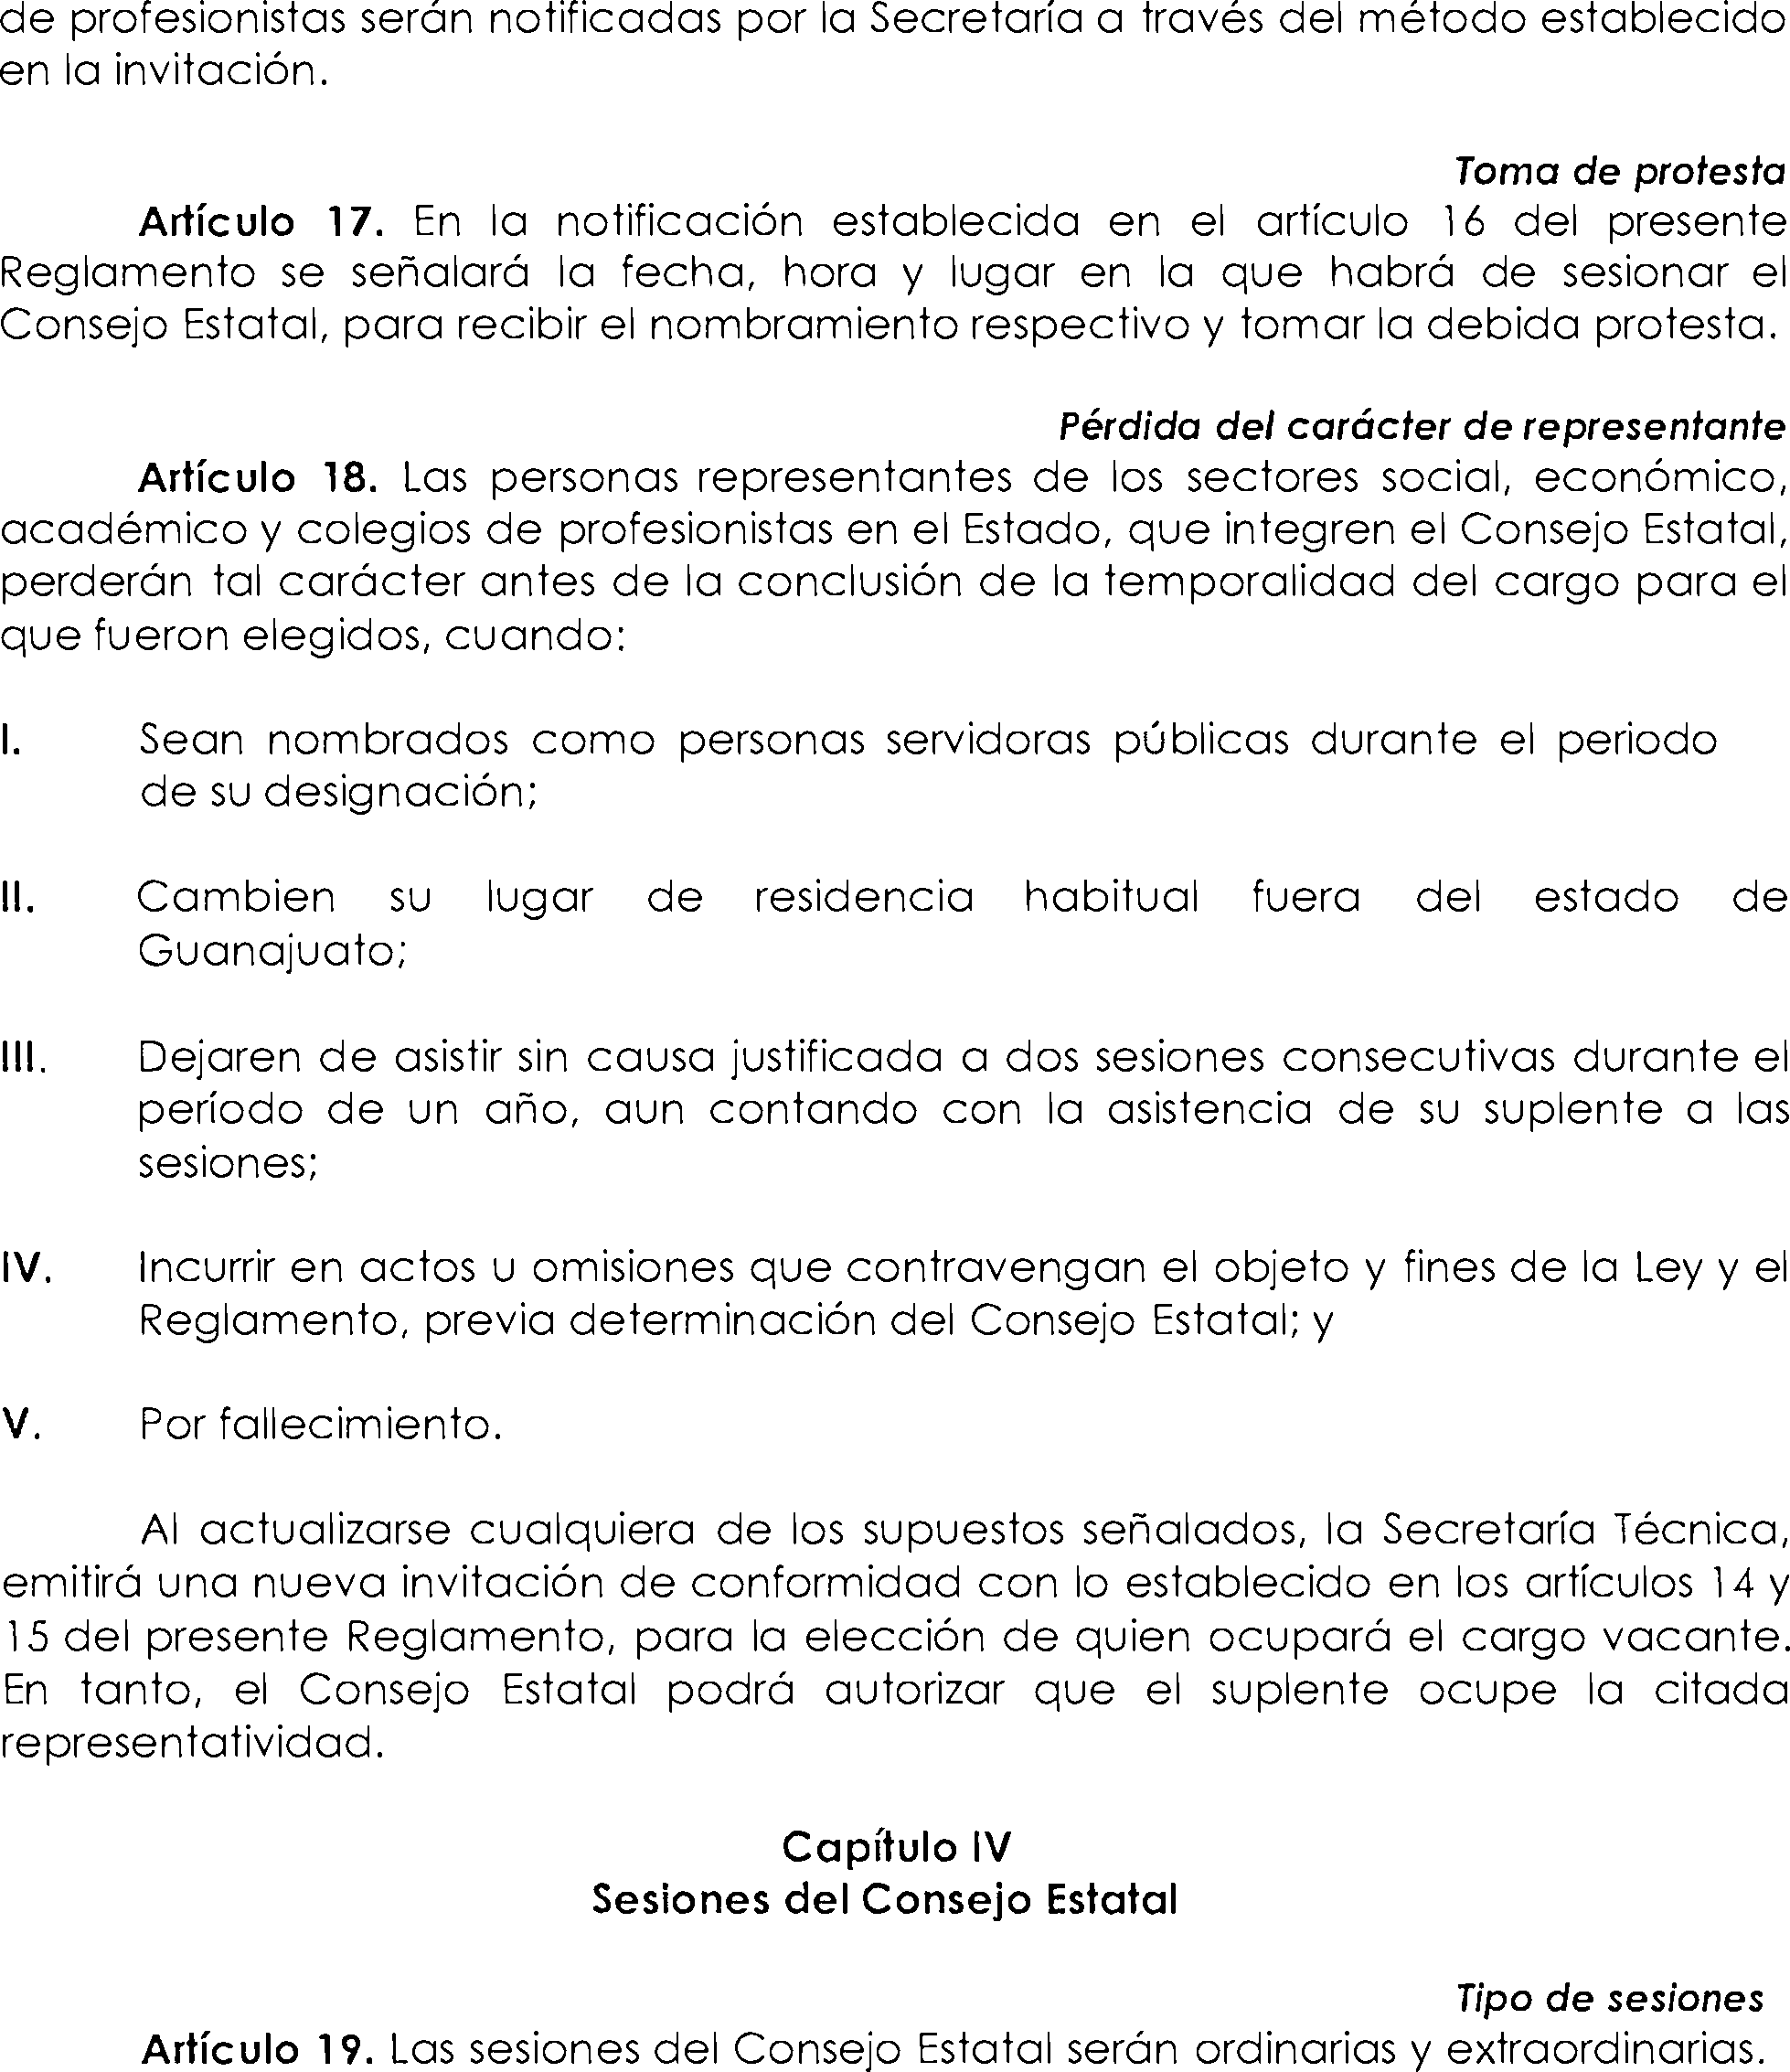 de profesionistas serán notificadas por la Secretaría a través del método establecido
en la invitación.
Toma de protesta
Artículo 17. En la notificación establecida en el artículo 16 del presente
Reglamento se señalará la fecha, hora y lugar en la que habrá de sesionar el
Consejo Estatal, para recibir el nombramiento respectivo y tomar la debida protesta.
Pérdida del carácter de representante
Artículo 18. Las personas representantes de los sectores social, económico,
académico y colegios de profesionistas en el Estado, que integren el Consejo Estatal,
perderán tal carácter antes de la conclusión de la temporalidad del cargo para el
que fueron elegidos, cuando:
I. Sean nombrados como personas servidoras públicas durante el periodo
de su designación;
II. Cambien su lugar de residencia habitual fuera del estado de
Guanajuato;
III. Dejaren de asistir sin causa justificada a dos sesiones consecutivas durante el
período de un año, aun contando con la asistencia de su suplente a las
sesiones;
IV. Incurrir en actos u omisiones que contravengan el objeto y fines de la Ley y el
Reglamento, previa determinación del Consejo Estatal; y
V. Por fallecimiento.
Al actualizarse cualquiera de los supuestos señalados, la Secretaría Técnica,
emitirá una nueva invitación de conformidad con lo establecido en los artículos 14 y
15 del presente Reglamento, para la elección de quien ocupará el cargo vacante.
En tanto, el Consejo Estatal podrá autorizar que el suplente ocupe la citada
representatividad.
Capítulo IV
Sesiones del Consejo Estatal
Tipo de sesiones
Artículo 19. Las sesiones del Consejo Estatal serán ordinarias y extraordinarias.